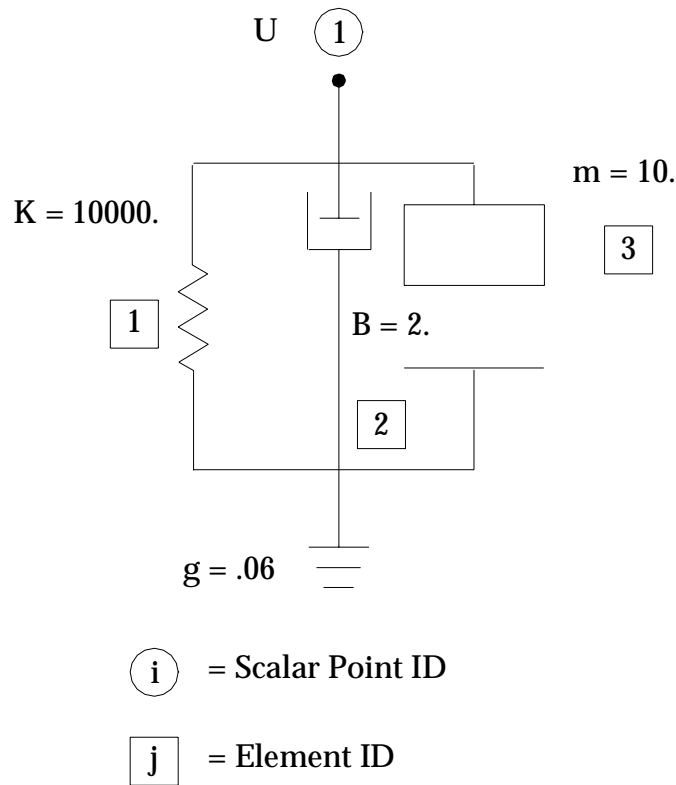 U 1
m = 10.
K = 10000.
3
1
B = 2.
2
g = .06
i = Scalar Point ID
j = Element ID